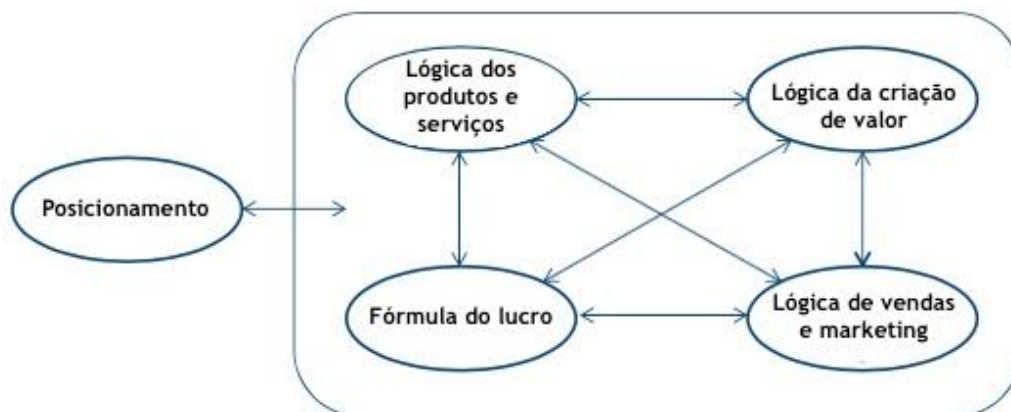 Lógica dos
produtos e
serviços
Lógica da criação
de valor
Posicionamento
Fórmula do lucro
Lógica de vendas
e marketing